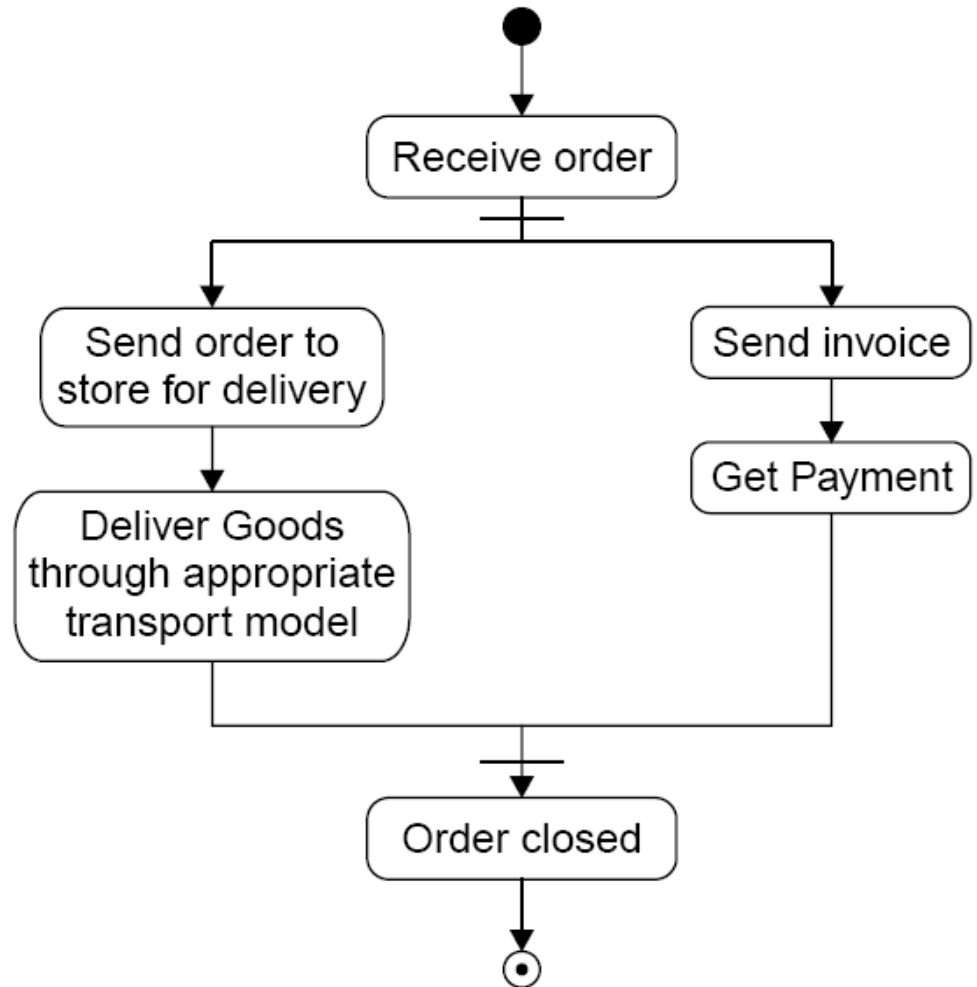 Receive order
Send order to
store for delivery
Send invoice
Get Payment
Deliver Goods
through appropriate
transport model
Order closed